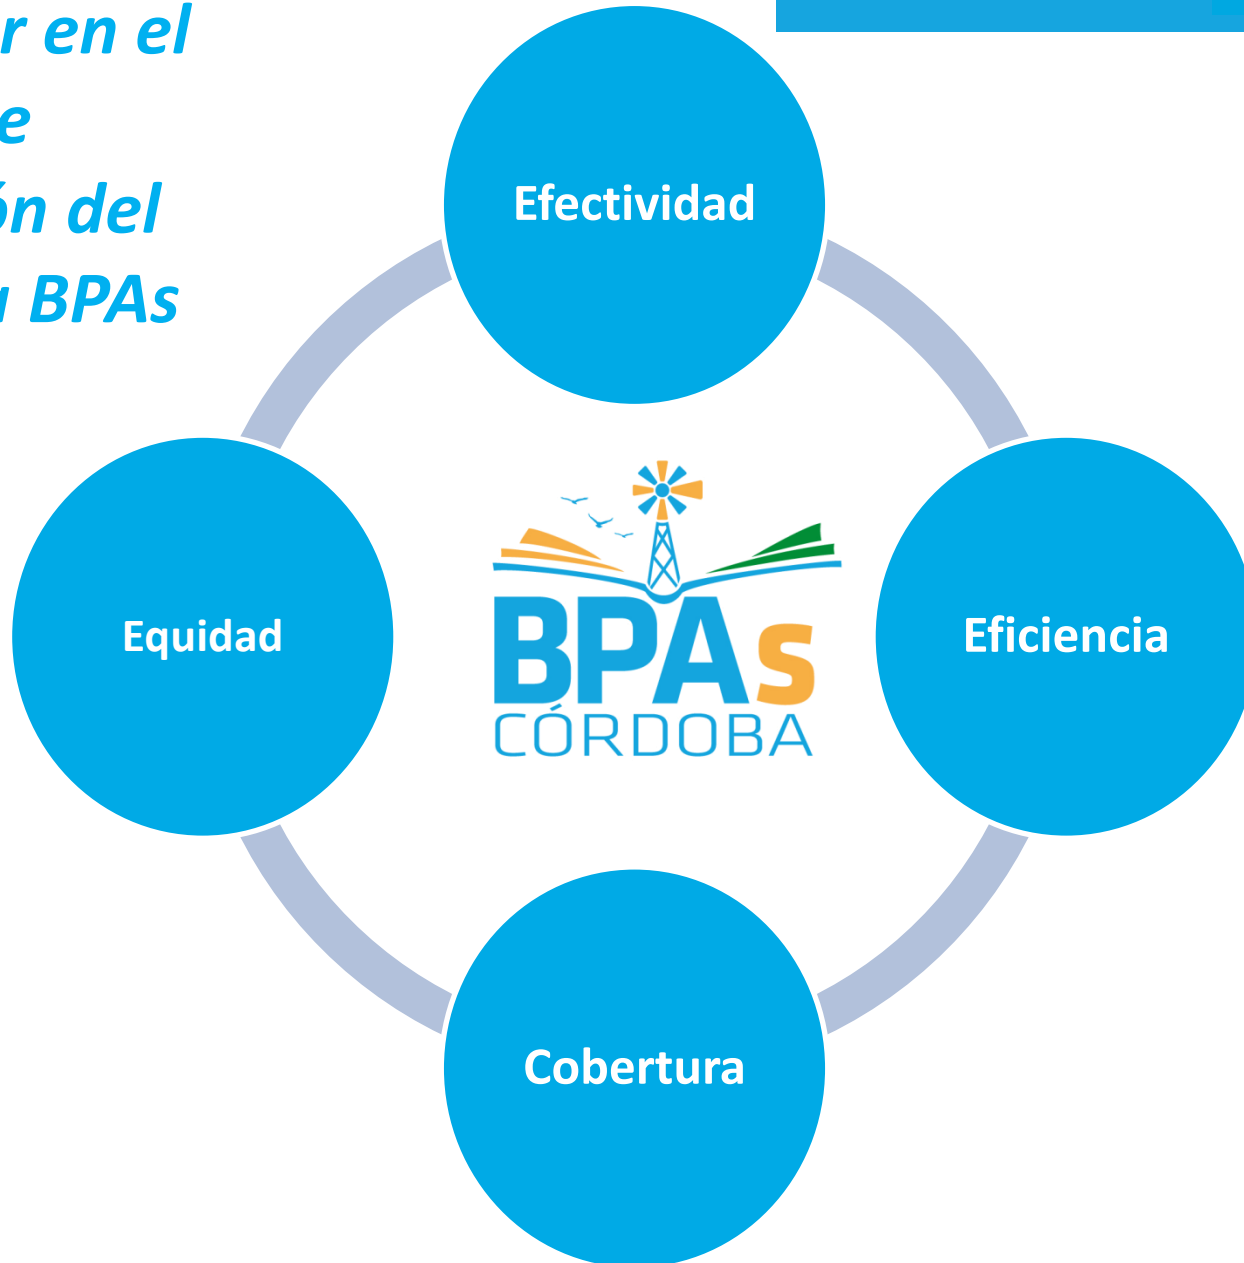 r en el
e
ón del
BPAs
Efectividad
Equidad
Eficiencia
BPAs
CÓRDOBA
Cobertura